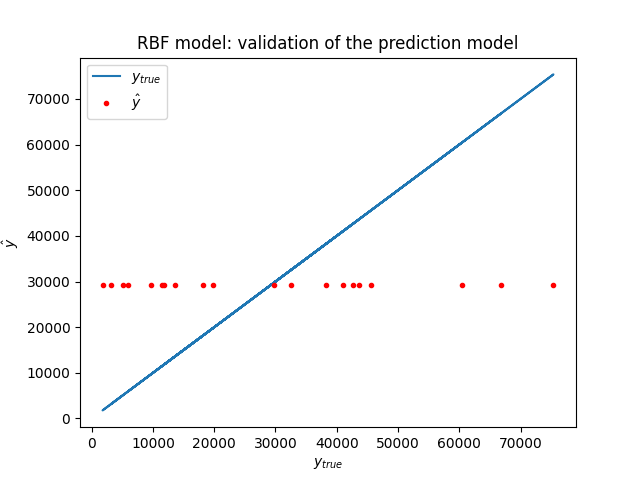 RBF model: validation of the prediction model
y_true
ŷ
70000
60000
50000
40000
30000
20000
10000
0
ŷ
0 10000 20000 30000 40000 50000 60000 70000
y_true